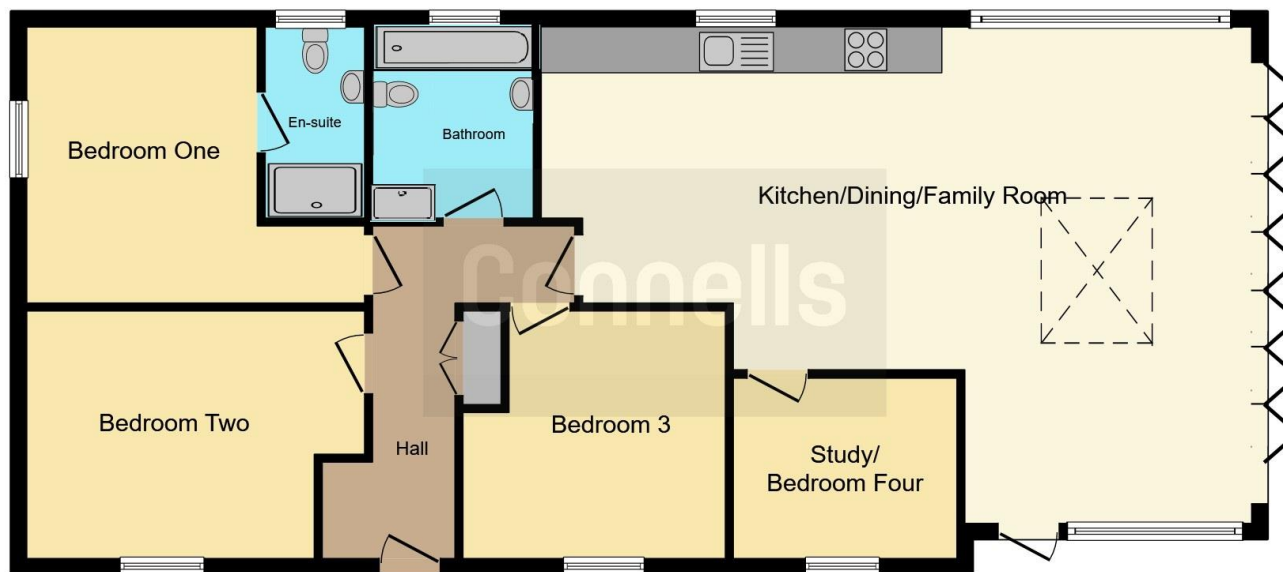 Bedroom One
En-suite
Bathroom
Kitchen/Dining/Family Room
Connells
Bedroom Two
Hall
Bedroom 3
Study/
Bedroom Four